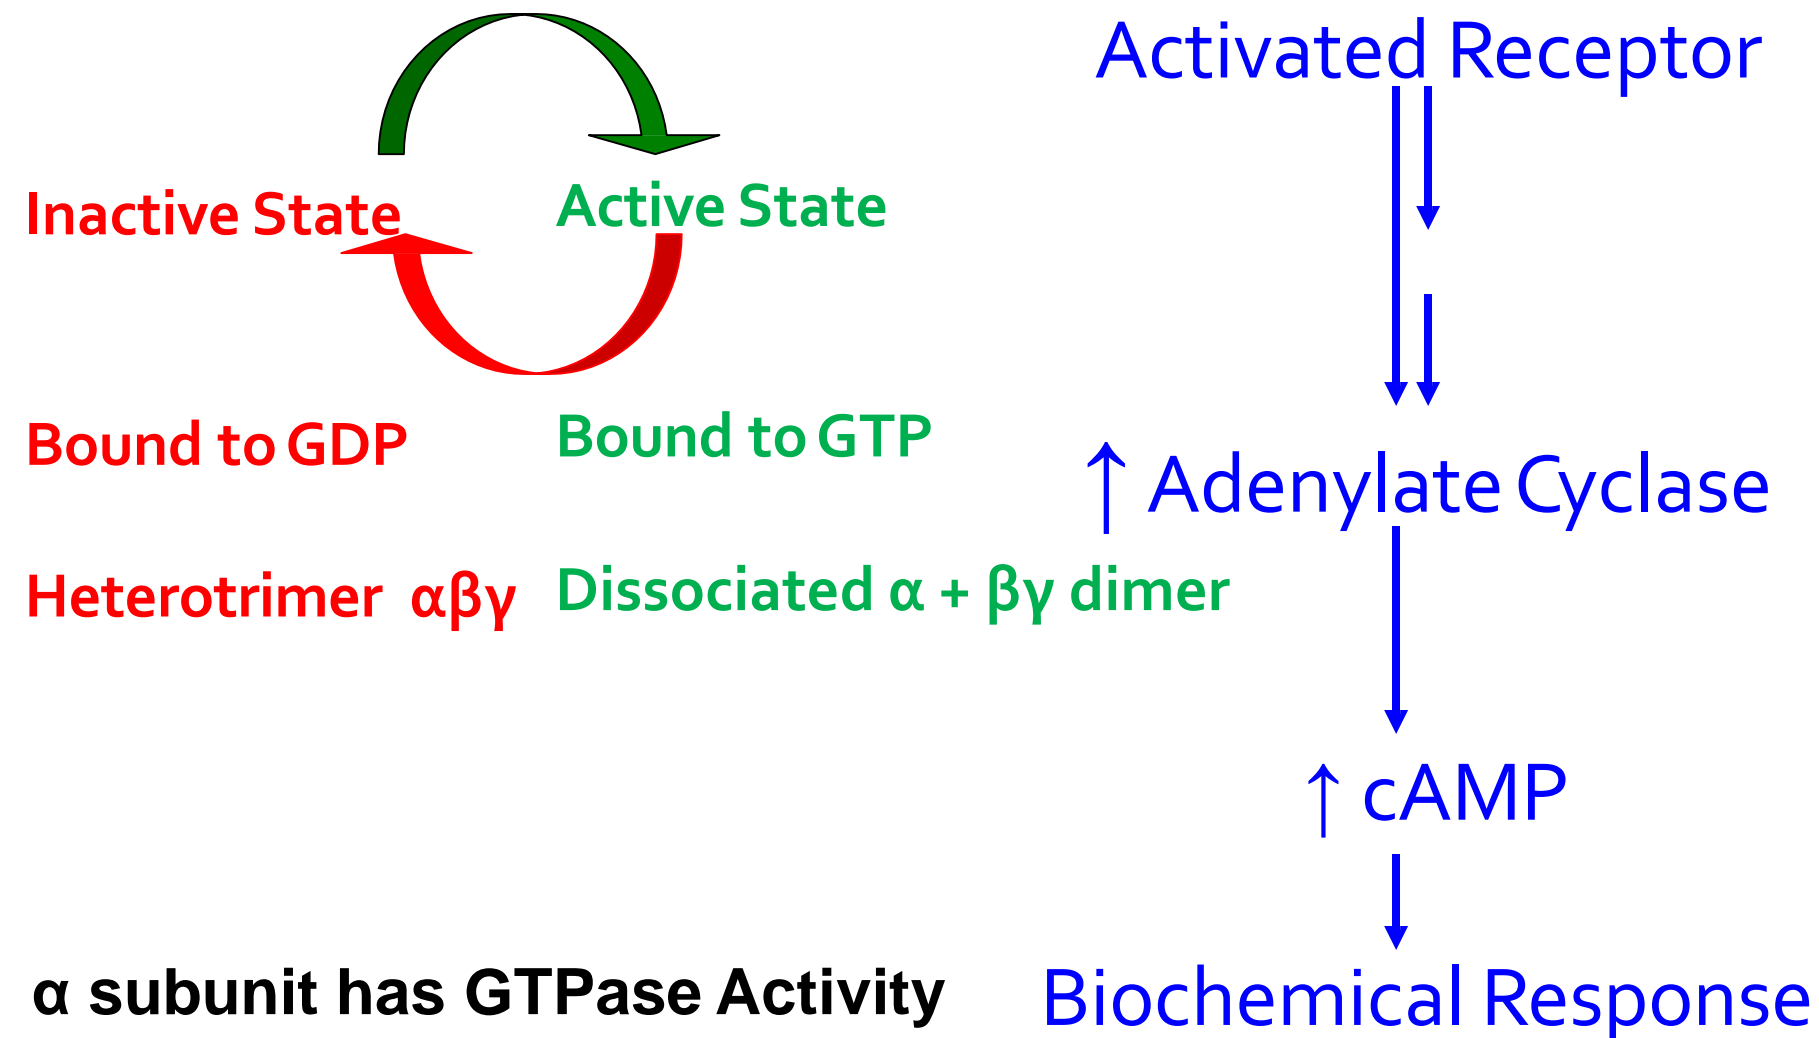 Inactive State
Active State
Bound to GDP
Bound to GTP
Heterotrimer αβγ
Dissociated α + βγ dimer
α subunit has GTPase Activity
Activated Receptor
↑ Adenylate Cyclase
↑ cAMP
Biochemical Response